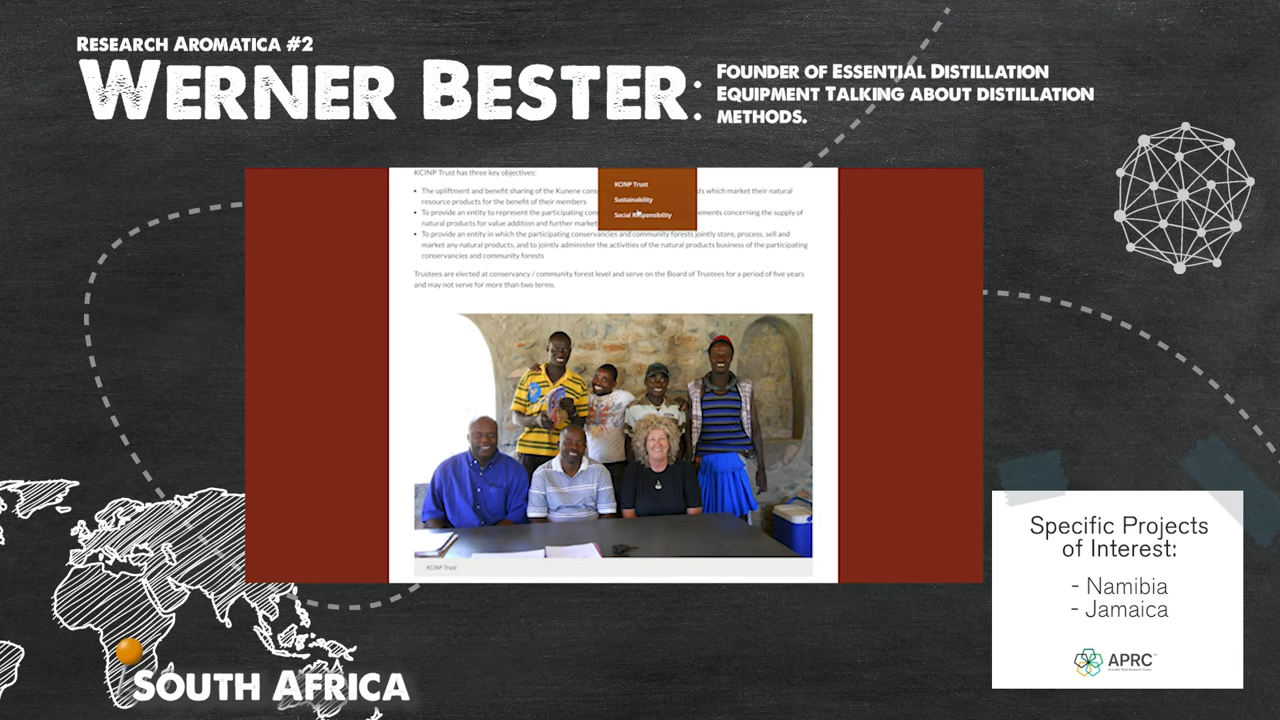 RESEARCH AROMATICA #2
WERNER BESTER:
FOUNDER OF ESSENTIAL DISTILLATION
EQUIPMENT TALKING ABOUT DISTILLATION
METHODS.
KCINP Trust has three key objectives:
KCINP Trust
Sustainability
Social Responsibility
• The upliftment and benefit sharing of the Kunene which market their natural
resource products for the benefit of their members
• To provide an entity to represent the participating concerning the supply of
natural products for value addition and further
• To provide an entity in which the participating conservancies and community forests jointly store, process, sell and
market any natural products, and to jointly administer the activities of the natural products business of the participating
conservancies and community forests
Trustees are elected at conservancy / community forest level and serve on the Board of Trustees for a period of five years
and may not serve for more than two terms.
KCINP Trust
SOUTH AFRICA
Specific Projects
of Interest:
- Namibia
- Jamaica
APRC